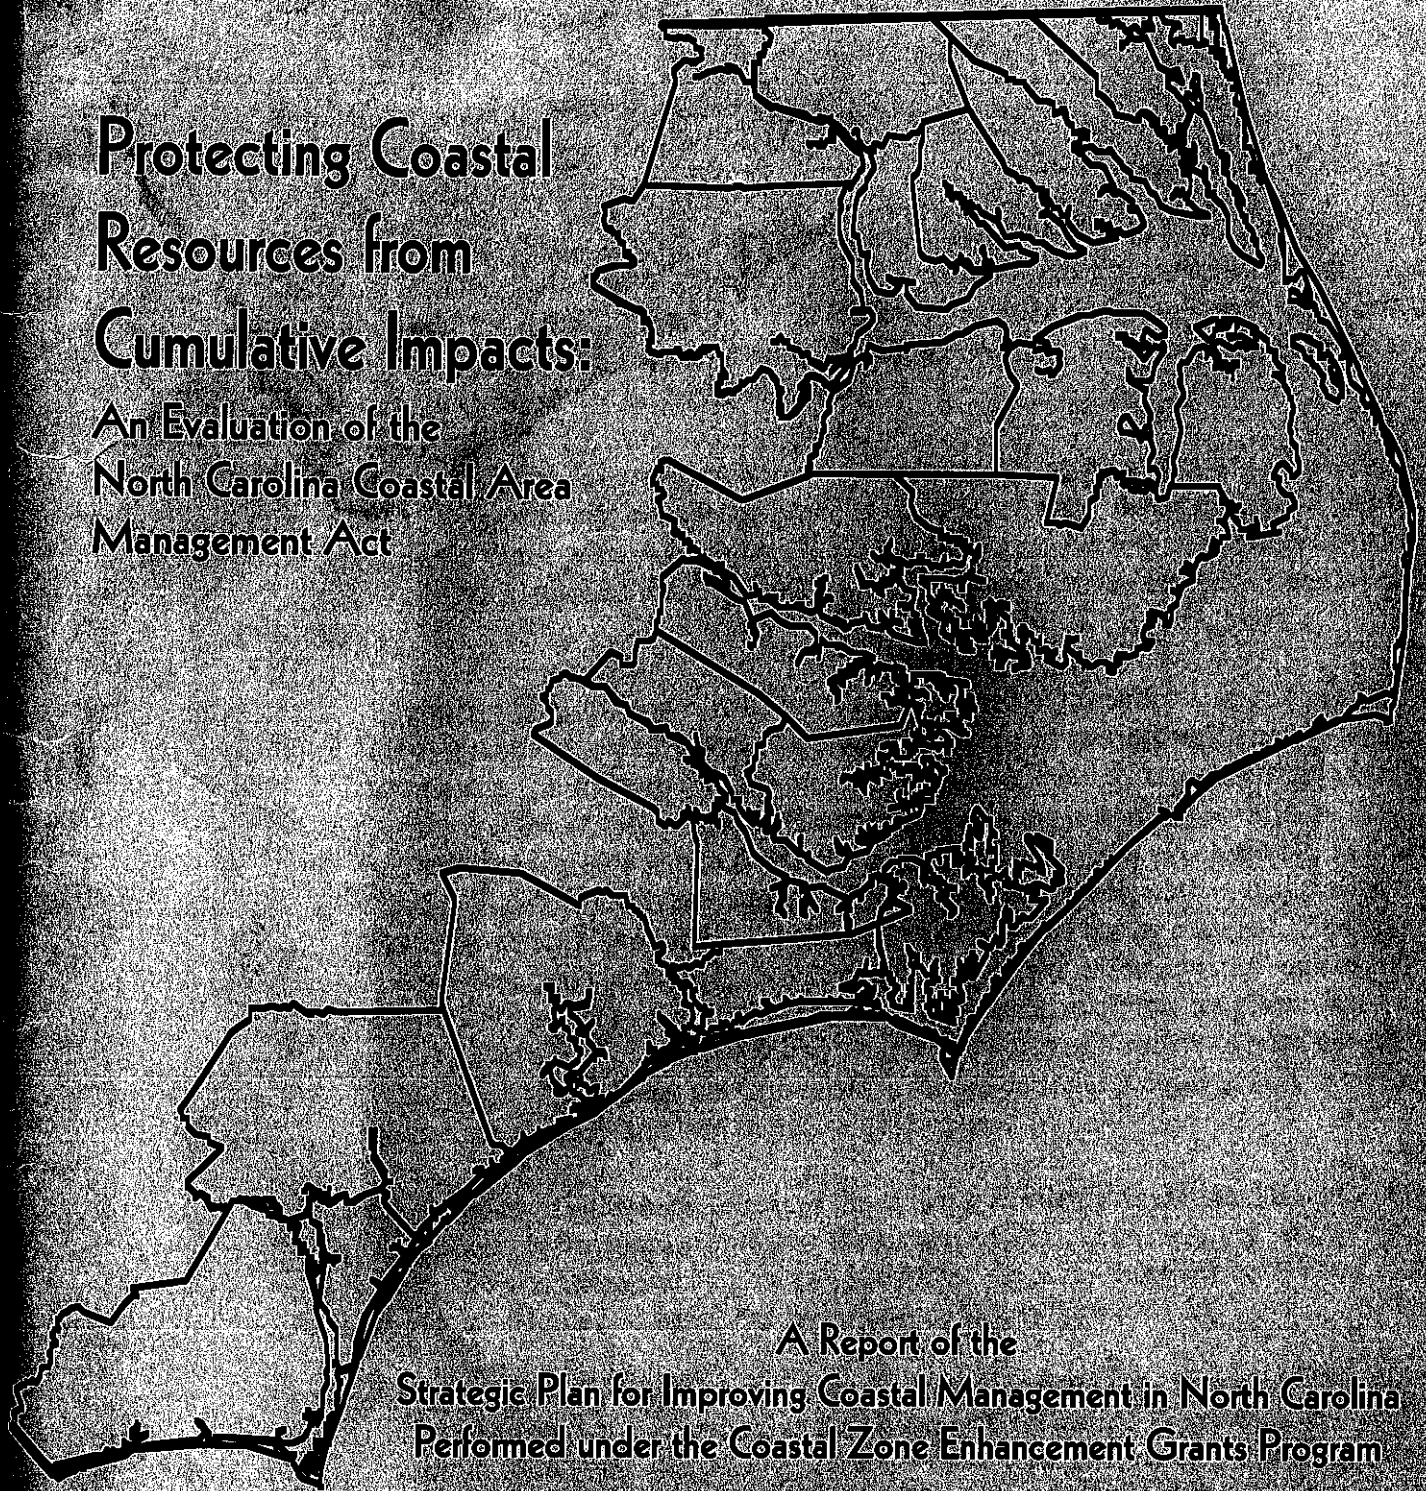 Protecting Coastal
Resources from
Cumulative Impacts:
An Evaluation of the
North Carolina Coastal Area
Management Act
A Report of the
Strategic Plan for Improving Coastal Management in North Carolina
Performed under the Coastal Zone Enhancement Grants Program